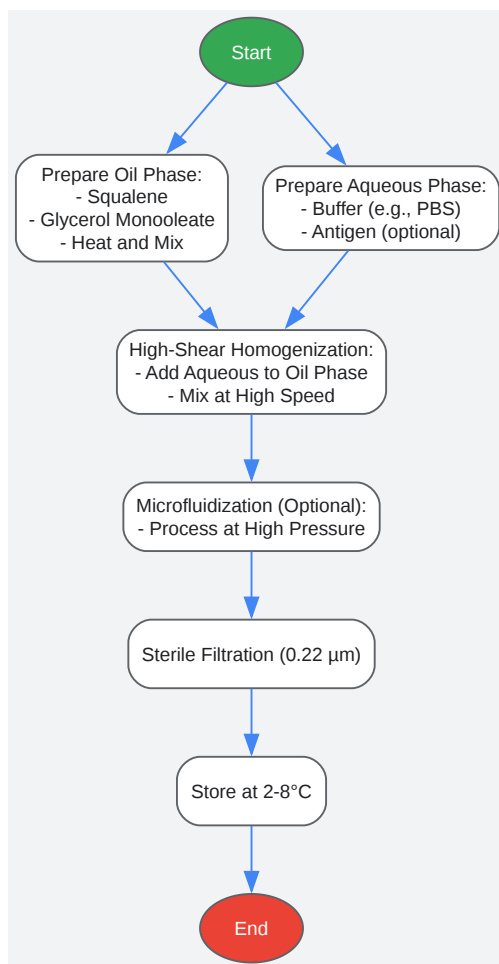 Start
Prepare Oil Phase:
- Squalene
- Glycerol Monooleate
- Heat and Mix
Prepare Aqueous Phase:
- Buffer (e.g., PBS)
- Antigen (optional)
High-Shear Homogenization:
- Add Aqueous to Oil Phase
- Mix at High Speed
Microfluidization (Optional):
- Process at High Pressure
Sterile Filtration (0.22 µm)
Store at 2-8°C
End